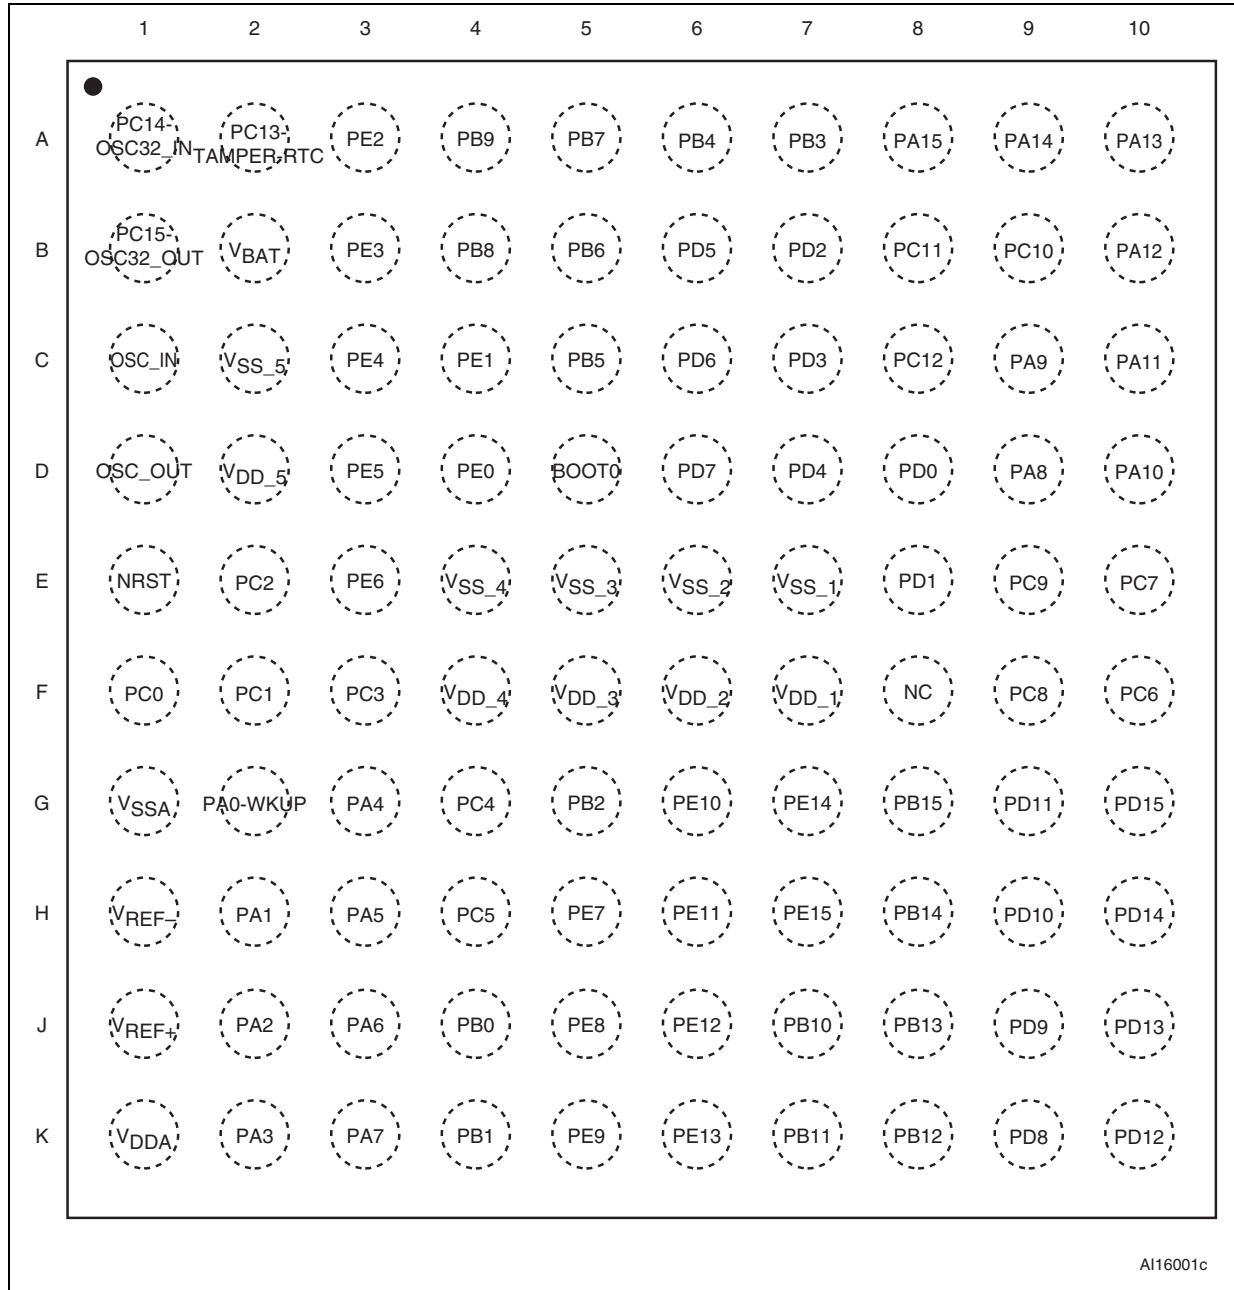 1 2 3 4 5 6 7 8 9 10
A PC14-OSC32_IN PC13-TAMPER-RTC PE2 PB9 PB7 PB4 PB3 PA15 PA14 PA13
B PC15-OSC32_OUT VBAT PE3 PB8 PB6 PD5 PD2 PC11 PC10 PA12
C OSC_IN VSS_5 PE4 PE1 PB5 PD6 PD3 PC12 PA9 PA11
D OSC_OUT VDD_5 PE5 PE0 BOOT0 PD7 PD4 PD0 PA8 PA10
E NRST PC2 PE6 VSS_4 VSS_3 VSS_2 VSS_1 PD1 PC9 PC7
F PC0 PC1 PC3 VDD_4 VDD_3 VDD_2 VDD_1 NC PC8 PC6
G VSSA PA0-WKUP PA4 PC4 PB2 PE10 PE14 PB15 PD11 PD15
H VREF– PA1 PA5 PC5 PE7 PE11 PE15 PB14 PD10 PD14
J VREF+ PA2 PA6 PB0 PE8 PE12 PB10 PB13 PD9 PD13
K VDDA PA3 PA7 PB1 PE9 PE13 PB11 PB12 PD8 PD12
AI16001c